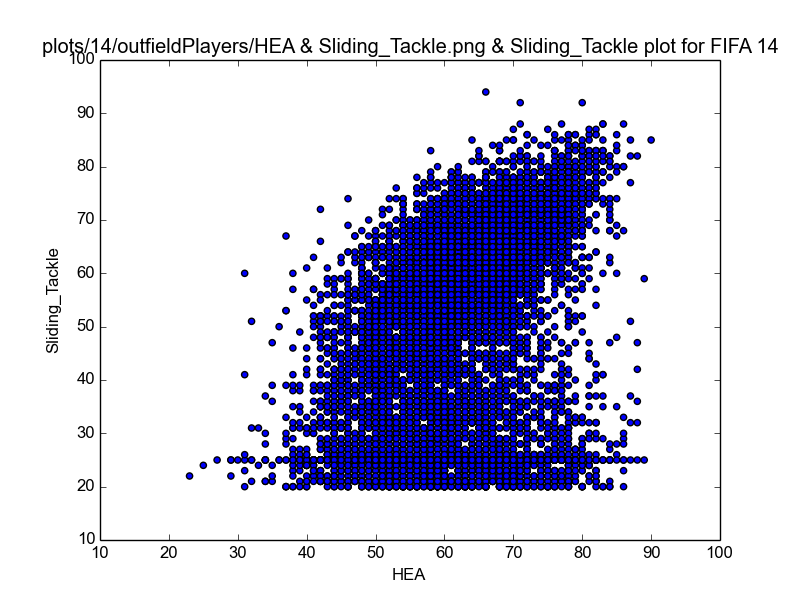 plots/14/outfieldPlayers/HEA & Sliding_Tackle.png & Sliding_Tackle plot for FIFA 14
100
90
80
70
60
50
40
30
20
10
Sliding_Tackle
10 20 30 40 50 60 70 80 90 100
HEA